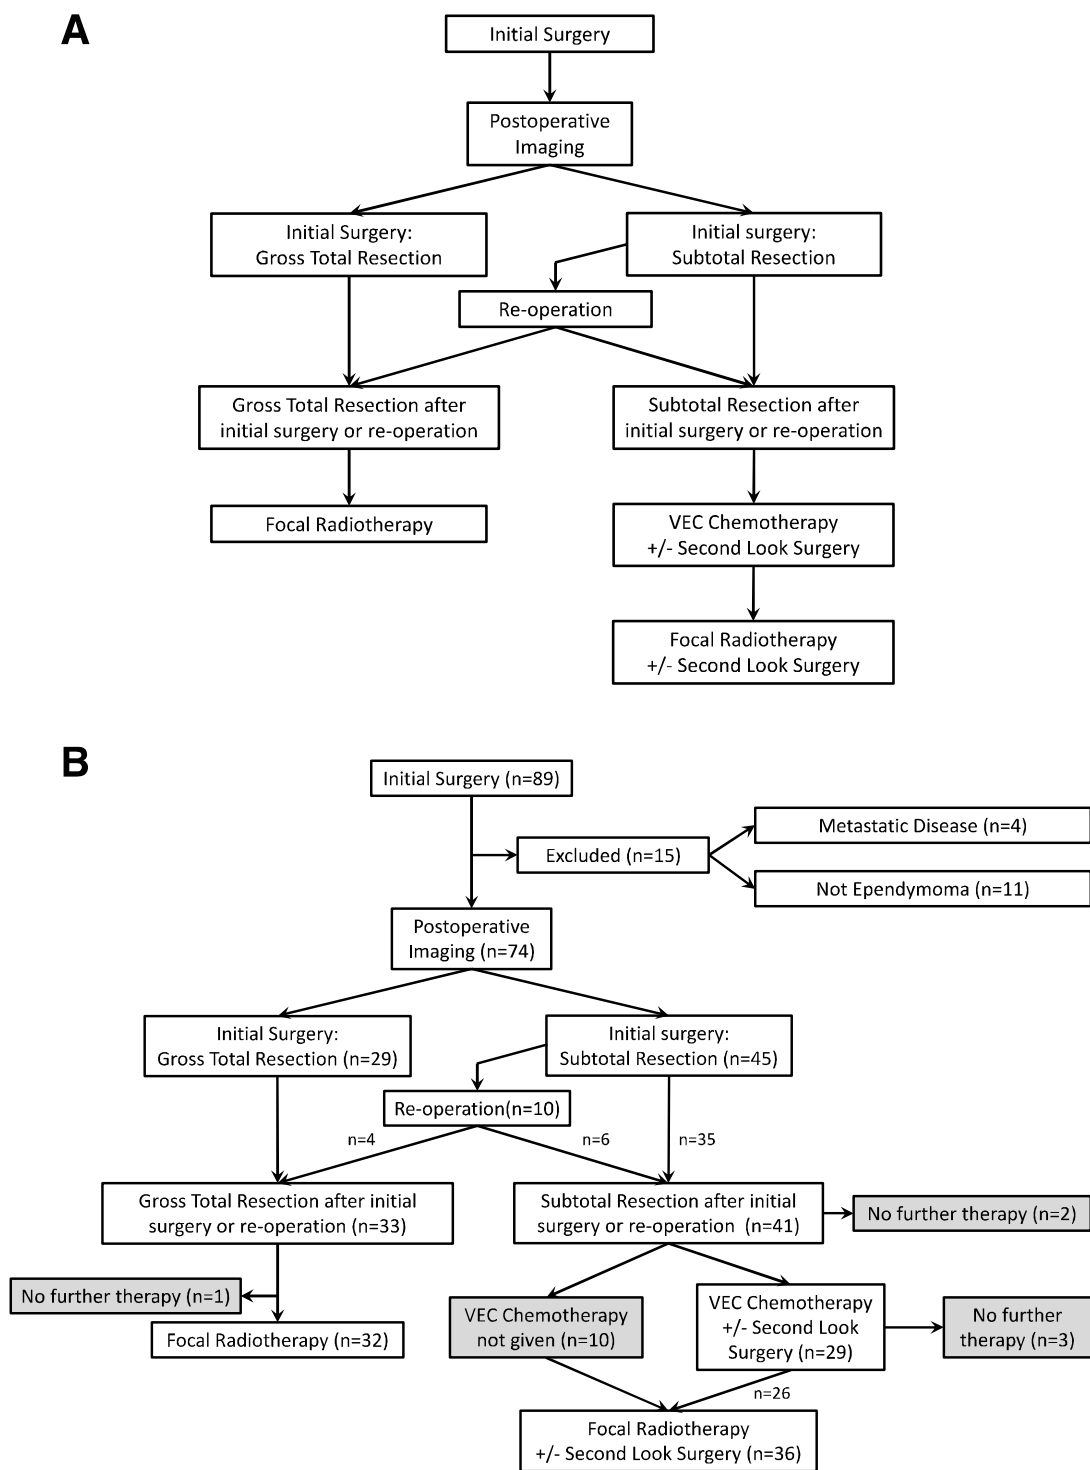 A
Initial Surgery
Postoperative
Imaging
Initial Surgery:
Gross Total Resection
Initial surgery:
Subtotal Resection
Re-operation
Gross Total Resection after
initial surgery or re-operation
Subtotal Resection after
initial surgery or re-operation
Focal Radiotherapy
VEC Chemotherapy
+/- Second Look Surgery
Focal Radiotherapy
+/- Second Look Surgery
B
Initial Surgery (n=89)
Excluded (n=15)
Metastatic Disease (n=4)
Not Ependymoma (n=11)
Postoperative
Imaging (n=74)
Initial Surgery:
Gross Total Resection (n=29)
Initial surgery:
Subtotal Resection (n=45)
Re-operation(n=10)
n=4
n=6
n=35
Gross Total Resection after initial
surgery or re-operation (n=33)
Subtotal Resection after initial
surgery or re-operation (n=41)
No further therapy (n=2)
No further therapy (n=1)
Focal Radiotherapy (n=32)
VEC Chemotherapy
not given (n=10)
VEC Chemotherapy
+/- Second Look
Surgery (n=29)
No further
therapy (n=3)
n=26
Focal Radiotherapy
+/- Second Look Surgery (n=36)